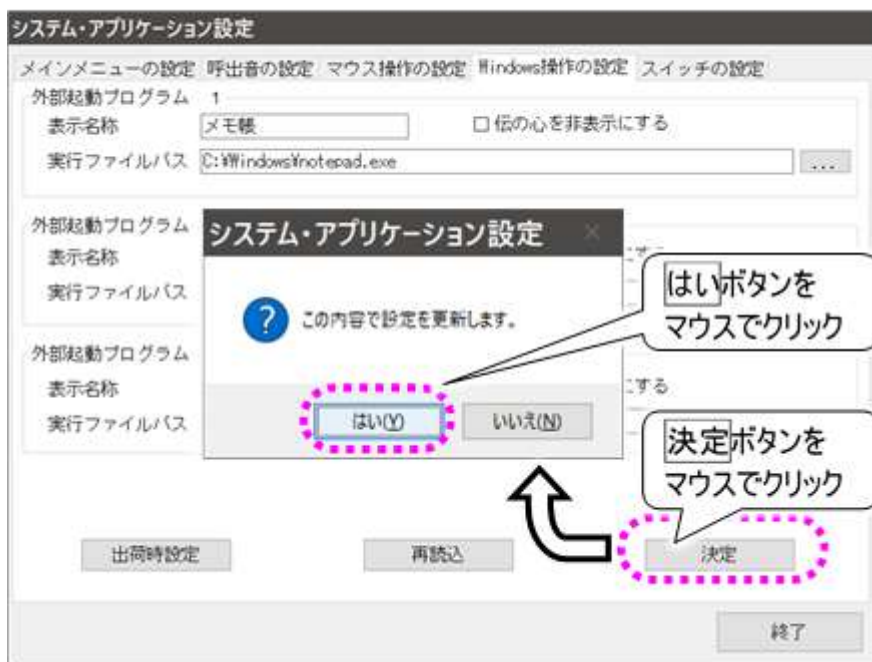 システム・アプリケーション設定
メインメニューの設定 呼出音の設定 マウス操作の設定 Windows操作の設定 スイッチの設定
外部起動プログラム 1
表示名称 メモ帳 伝の心を非表示にする
実行ファイルパス C:¥Windows¥notepad.exe ...
外部起動プログラム
表示名称
実行ファイルパス
システム・アプリケーション設定 ×
この内容で設定を更新します。
はい(Y) いいえ(N)
はいボタンを
マウスでクリック
外部起動プログラム
表示名称 する
実行ファイルパス
決定ボタンを
マウスでクリック
出荷時設定 再読込 決定
終了